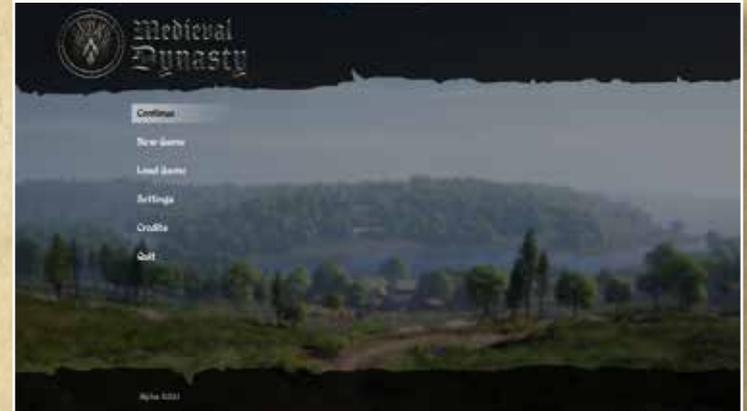 Medieval
Dynasty
Continue
New Game
Load Game
Settings
Credits
Quit